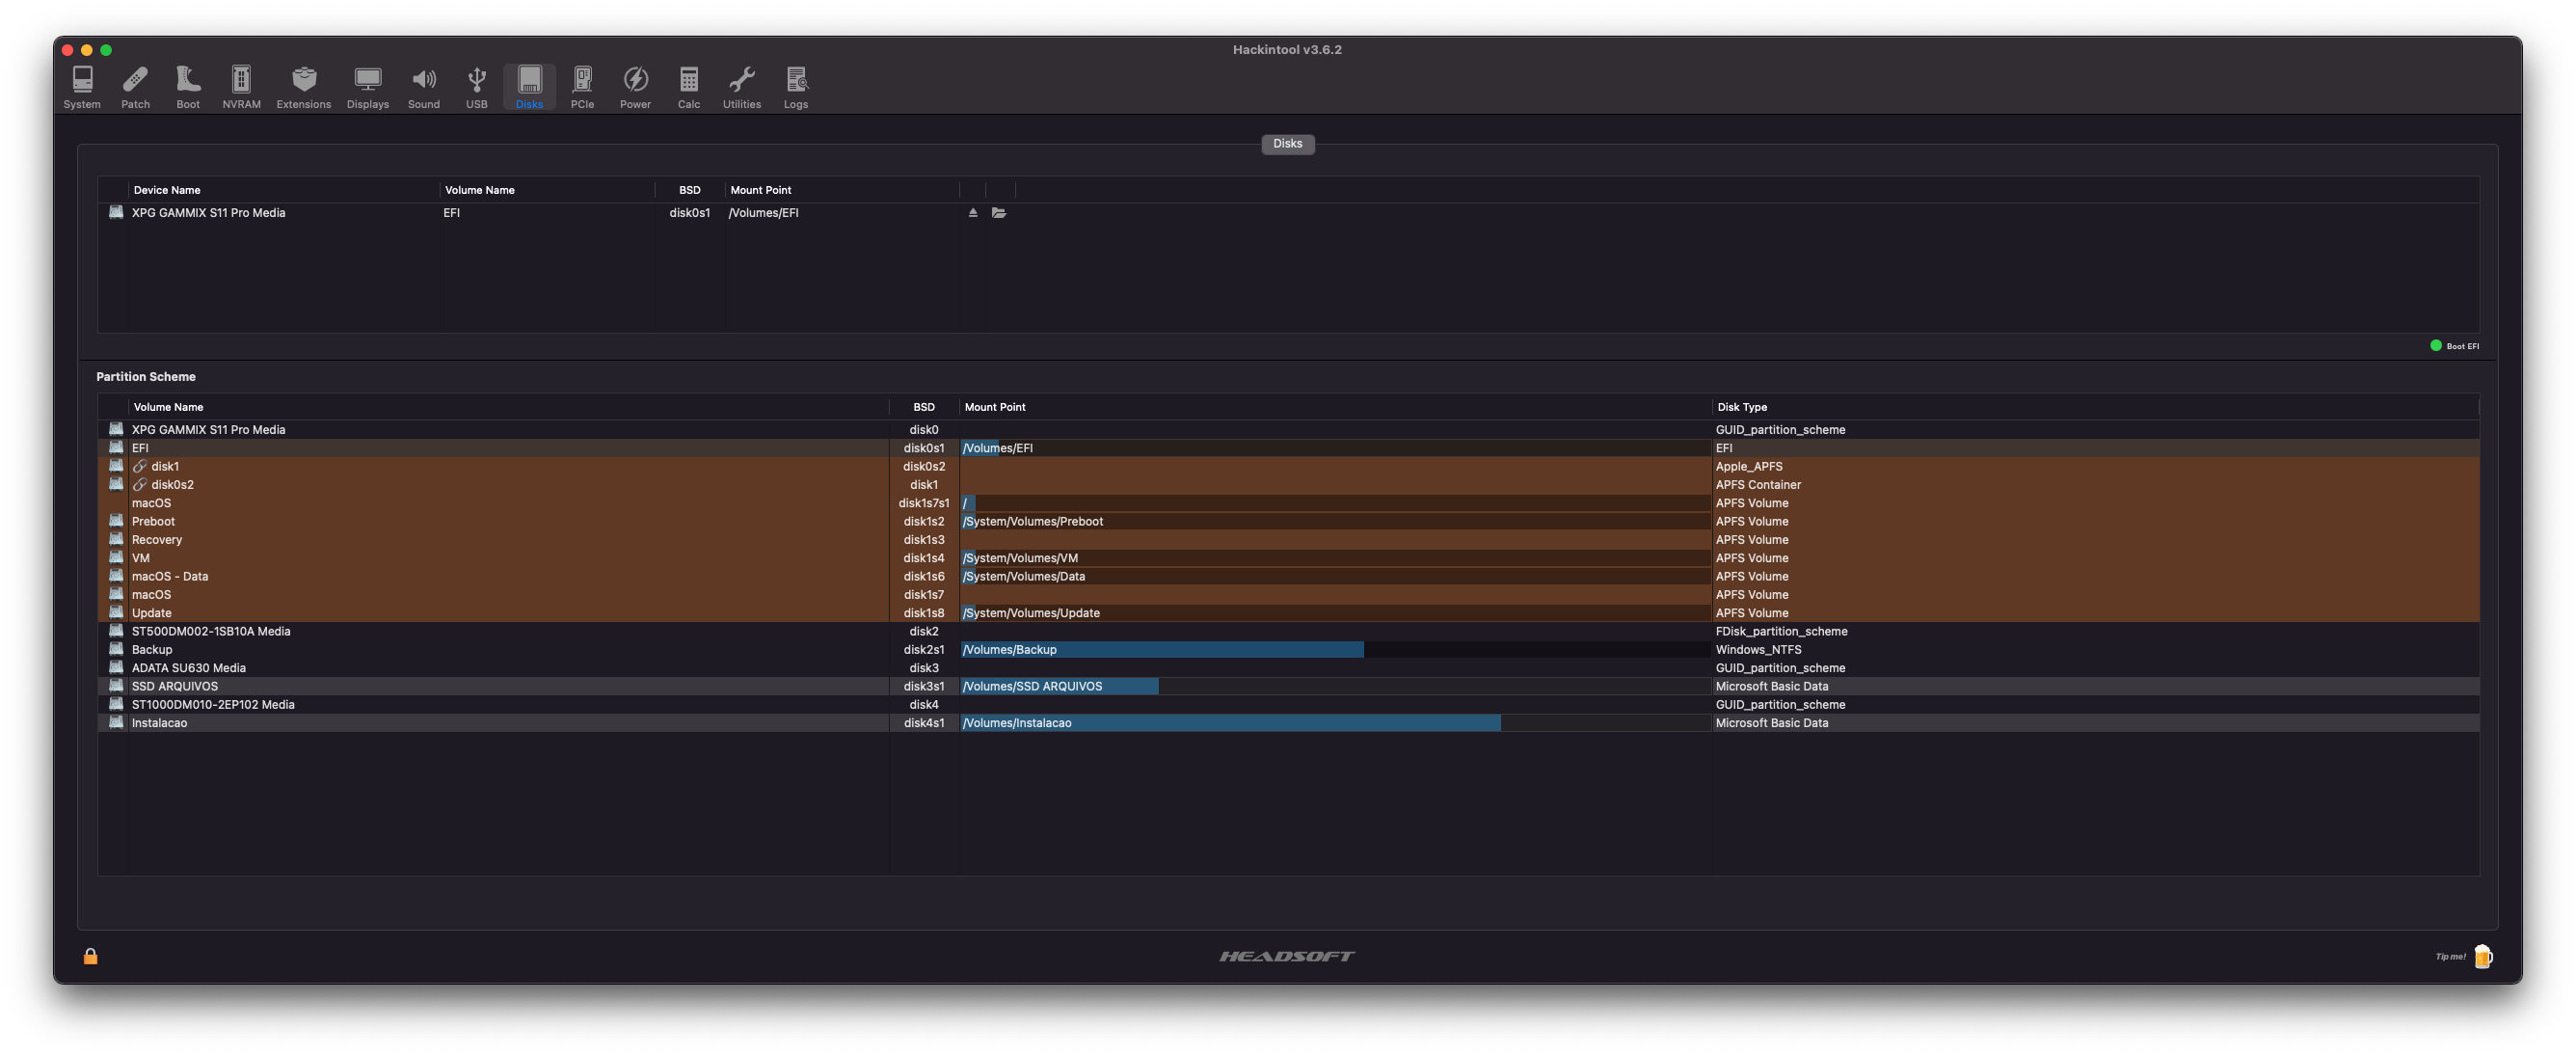 Hackintool v3.6.2
System Patch Boot NVRAM Extensions Displays Sound USB Disks PCIe Power Calc Utilities Logs
Disks
Device Name Volume Name BSD Mount Point
XPG GAMMIX S11 Pro Media EFI disk0s1 /Volumes/EFI
Boot EFI
Partition Scheme
Volume Name BSD Mount Point Disk Type
XPG GAMMIX S11 Pro Media disk0 GUID_partition_scheme
EFI disk0s1 /Volumes/EFI EFI
disk1 disk0s2 Apple_APFS
disk0s2 disk1 APFS Container
macOS disk1s7s1 / APFS Volume
Preboot disk1s2 /System/Volumes/Preboot APFS Volume
Recovery disk1s3 APFS Volume
VM disk1s4 /System/Volumes/VM APFS Volume
macOS - Data disk1s6 /System/Volumes/Data APFS Volume
macOS disk1s7 APFS Volume
Update disk1s8 /System/Volumes/Update APFS Volume
ST500DM002-1SB10A Media disk2 FDisk_partition_scheme
Backup disk2s1 /Volumes/Backup Windows_NTFS
ADATA SU630 Media disk3 GUID_partition_scheme
SSD ARQUIVOS disk3s1 /Volumes/SSD ARQUIVOS Microsoft Basic Data
ST1000DM010-2EP102 Media disk4 GUID_partition_scheme
Instalacao disk4s1 /Volumes/Instalacao Microsoft Basic Data
HEADSOFT
Tip me!